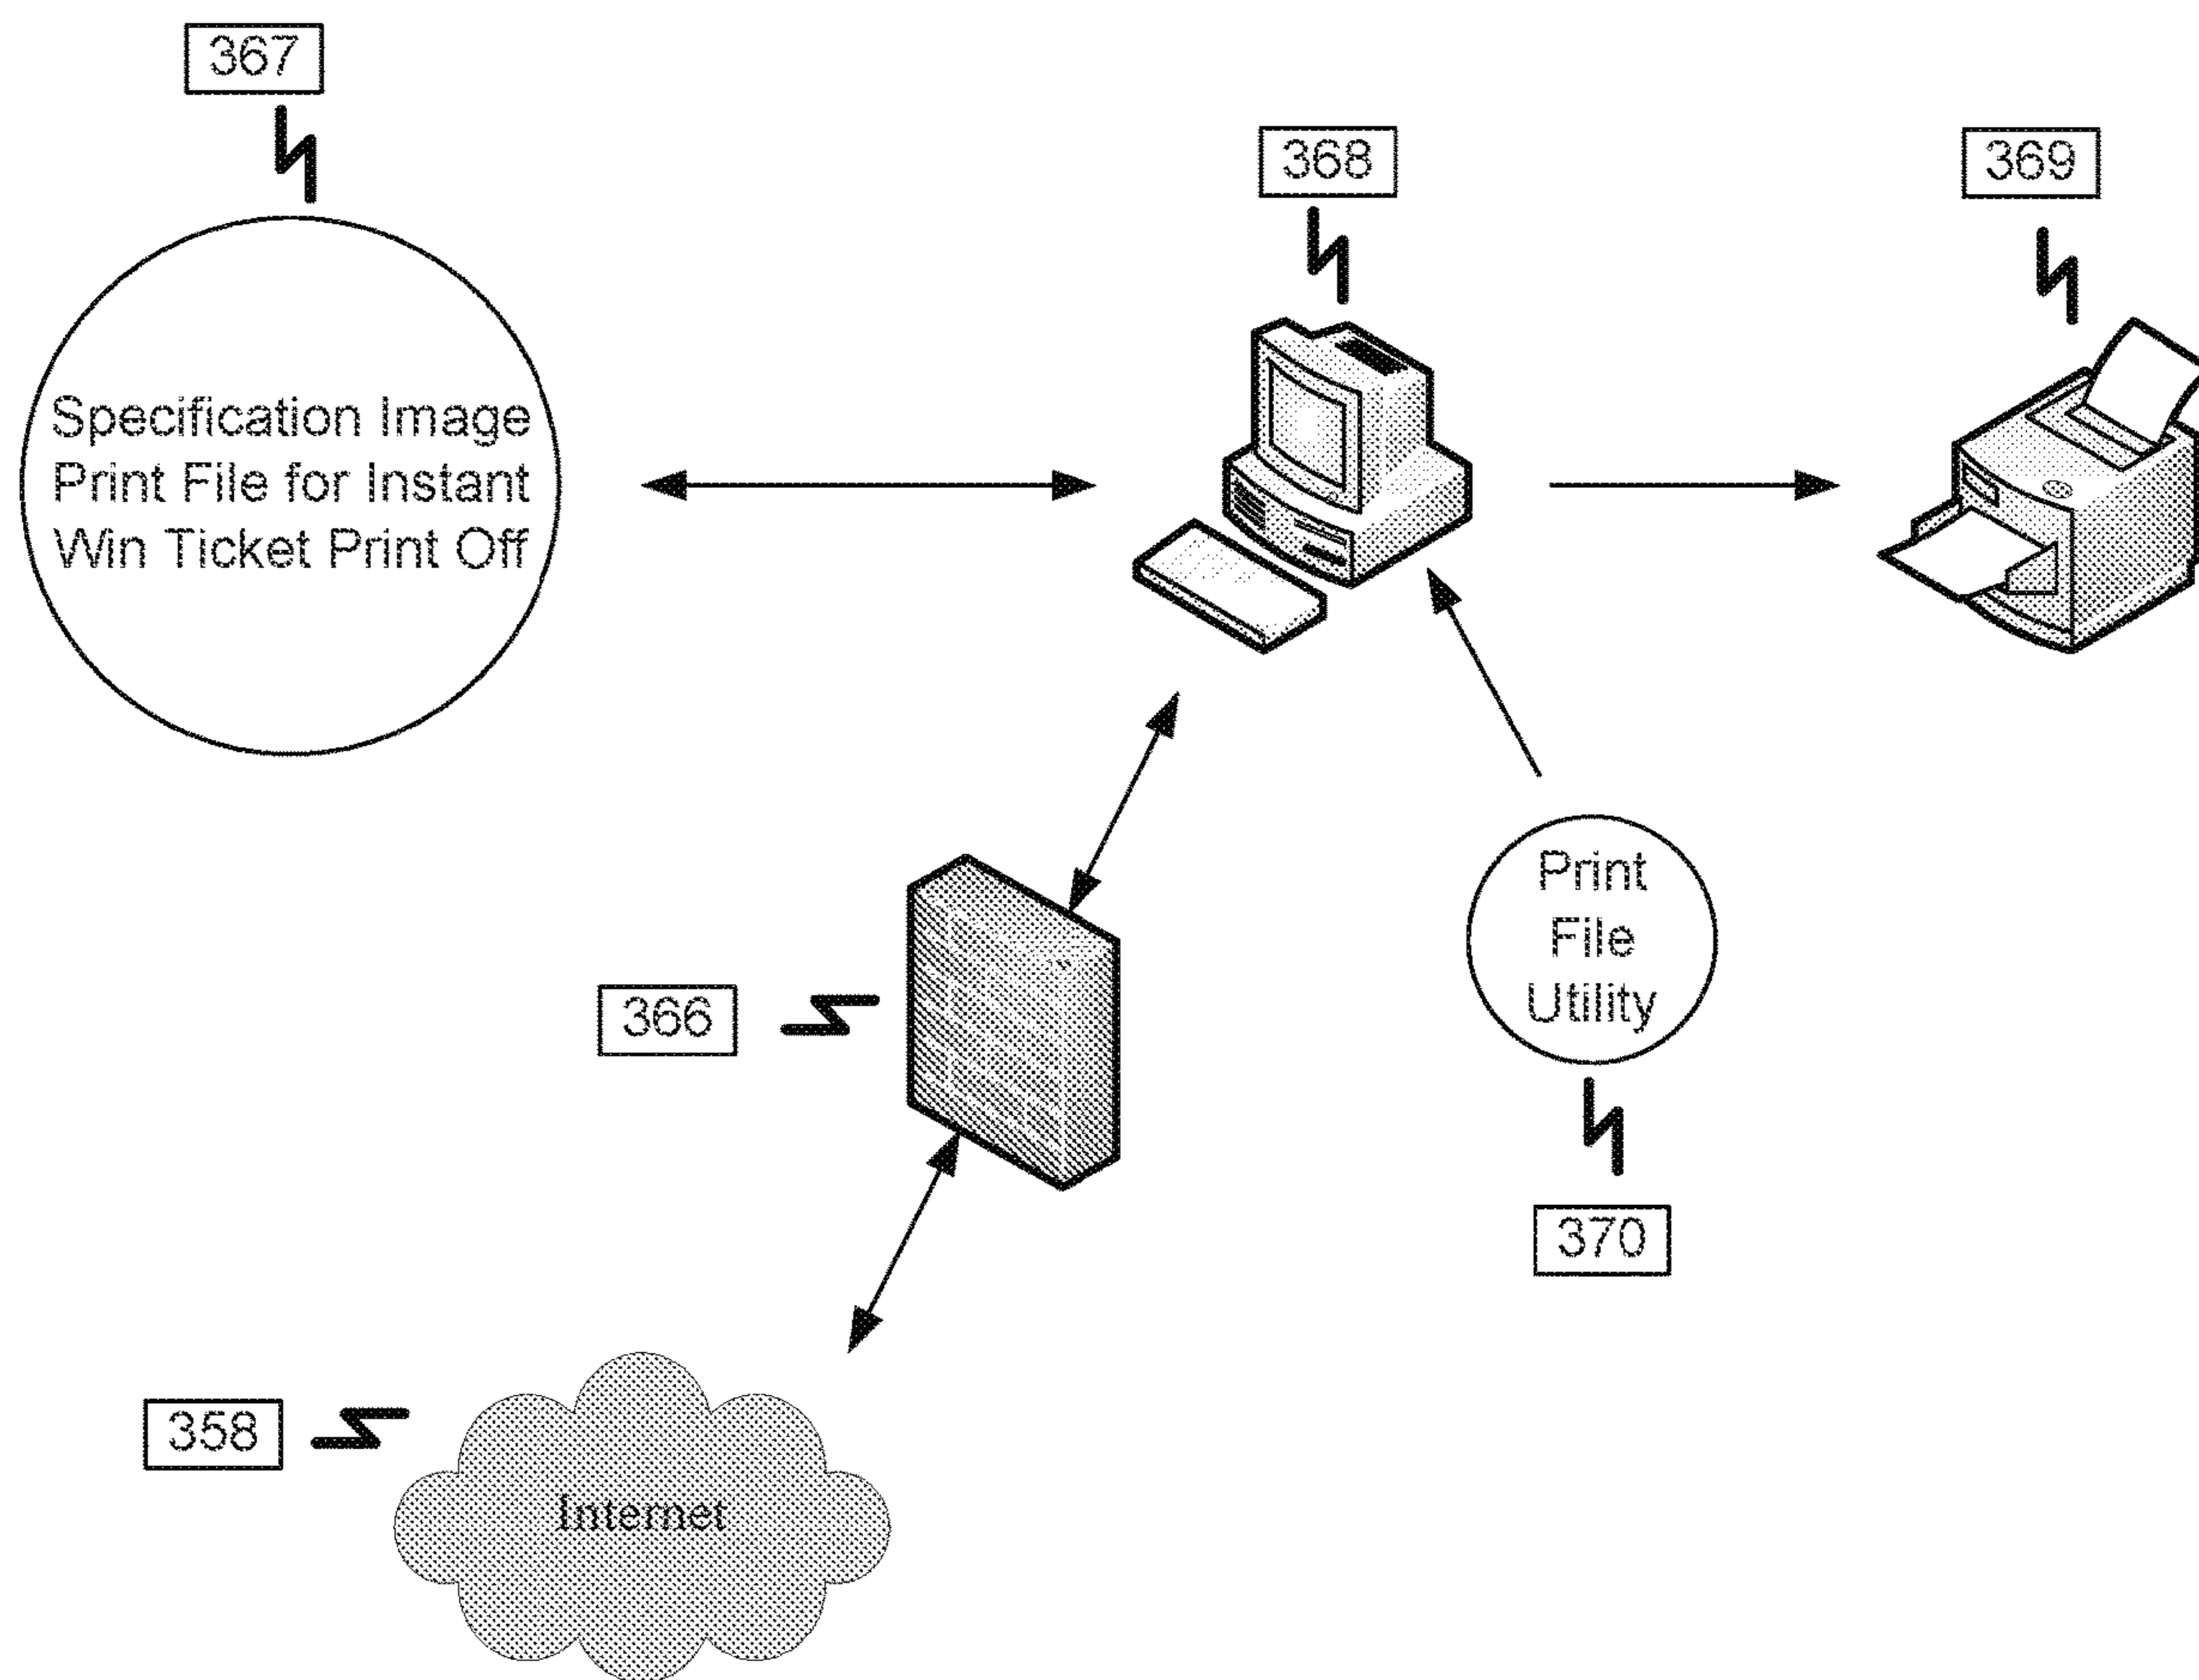 367
368
369
Specification Image
Print File for Instant
Win Ticket Print Off
Print
File
Utility
366
370
358
Internet